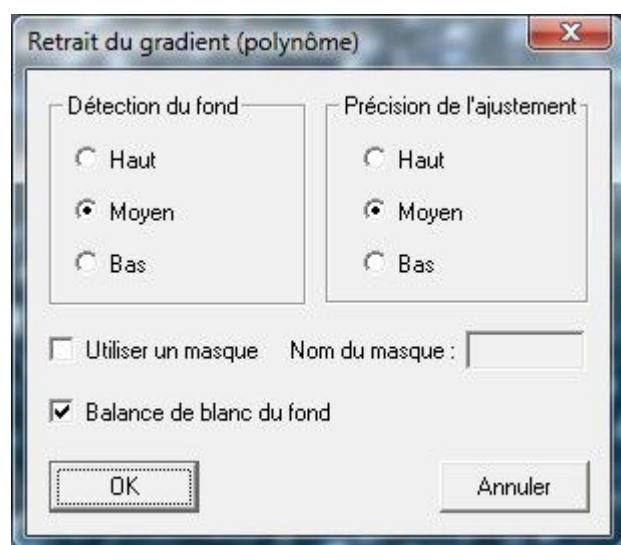 Retrait du gradient (polynôme)
Détection du fond
Haut
Moyen
Bas
Précision de l'ajustement
Haut
Moyen
Bas
Utiliser un masque
Nom du masque :
Balance de blanc du fond
OK
Annuler